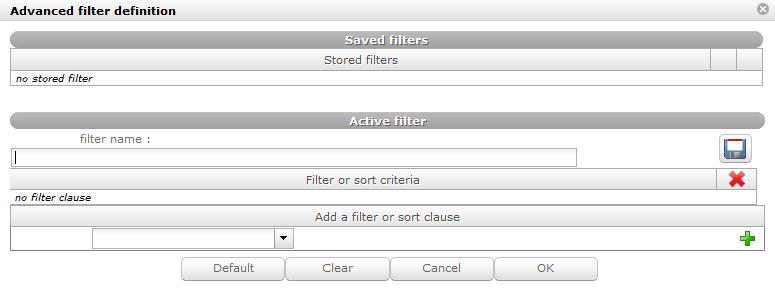 Advanced filter definition
Saved filters
Stored filters
no stored filter
Active filter
filter name :
Filter or sort criteria
no filter clause
Add a filter or sort clause
Default Clear Cancel OK